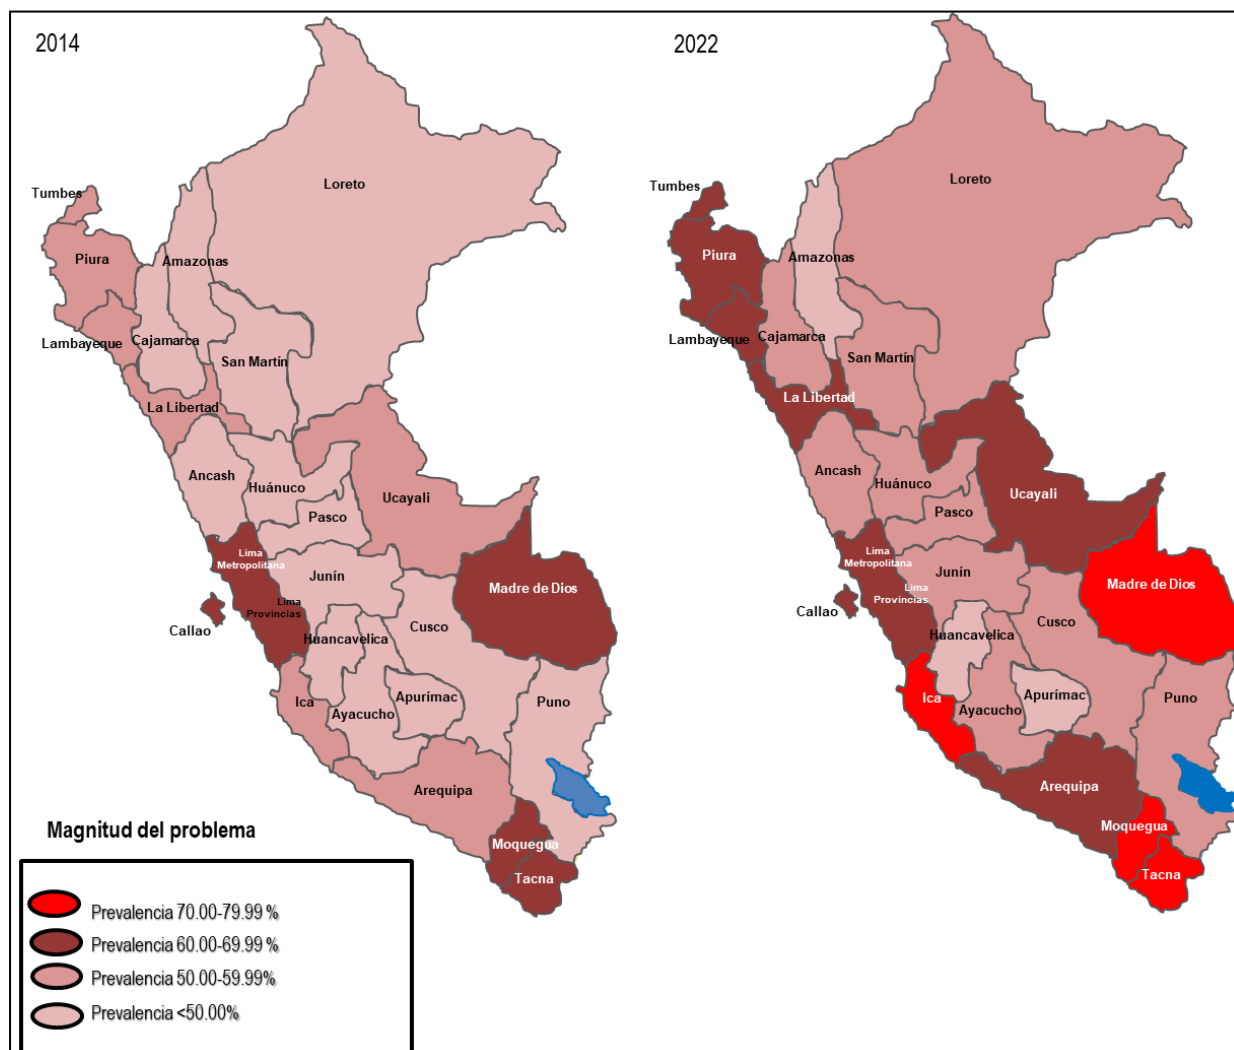 2014
Tumbes
Piura
Lambayeque
Cajamarca
Amazonas
Loreto
San Martín
La Libertad
Ancash
Huánuco
Pasco
Ucayali
Lima
Metropolitana
Lima
Provincias
Callao
Junín
Madre de Dios
Huancavelica
Cusco
Ica
Ayacucho
Apurímac
Puno
Arequipa
Moquegua
Tacna
Magnitud del problema
Prevalencia 70.00-79.99 %
Prevalencia 60.00-69.99 %
Prevalencia 50.00-59.99%
Prevalencia <50.00%
2022
Tumbes
Piura
Lambayeque
Cajamarca
Amazonas
Loreto
San Martín
La Libertad
Ancash
Huánuco
Pasco
Ucayali
Lima
Metropolitana
Lima
Provincias
Callao
Junín
Madre de Dios
Huancavelica
Cusco
Ica
Ayacucho
Apurímac
Puno
Arequipa
Moquegua
Tacna